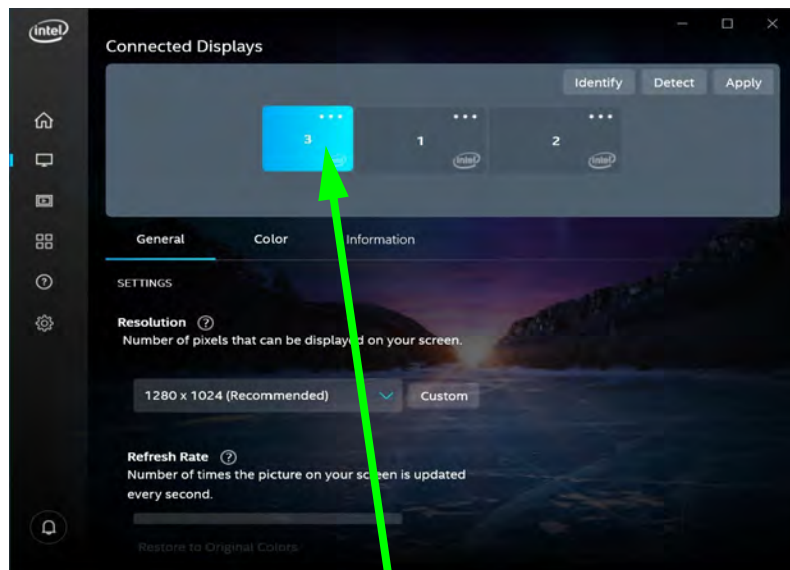 intel
Connected Displays
Identify Detect Apply
3 1 2
intel intel intel
General Color Information
SETTINGS
Resolution ?
Number of pixels that can be displayed on your screen.
1280 x 1024 (Recommended) Custom
Refresh Rate ?
Number of times the picture on your screen is updated
every second.
Restore to Original Colors